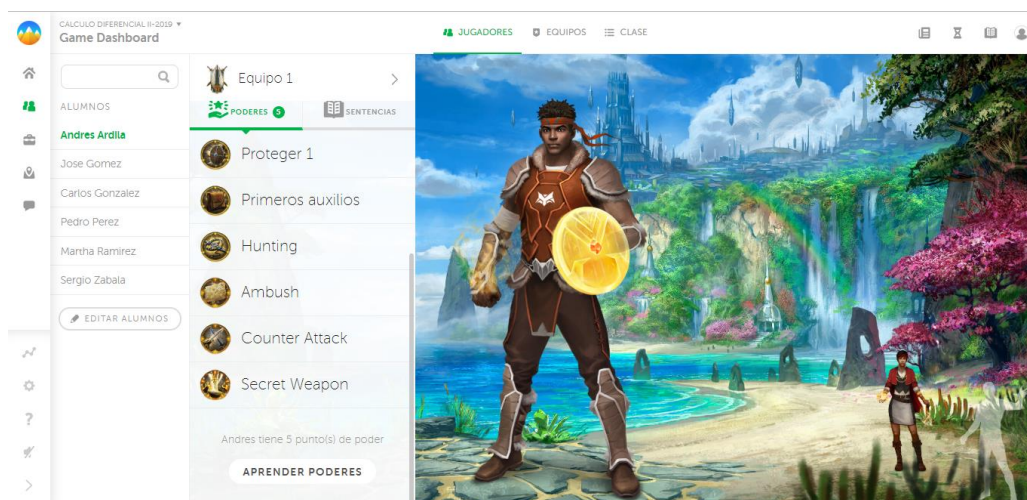 CALCULO DIFERENCIAL II-2019
Game Dashboard
JUGADORES
EQUIPOS
CLASE
ALUMNOS
Andres Ardila
Jose Gomez
Carlos Gonzalez
Pedro Perez
Martha Ramirez
Sergio Zabala
EDITAR ALUMNOS
?
Equipo 1
PODERES 5
SENTENCIAS
Proteger 1
Primeros auxilios
Hunting
Ambush
Counter Attack
Secret Weapon
Andres tiene 5 punto(s) de poder
APRENDER PODERES